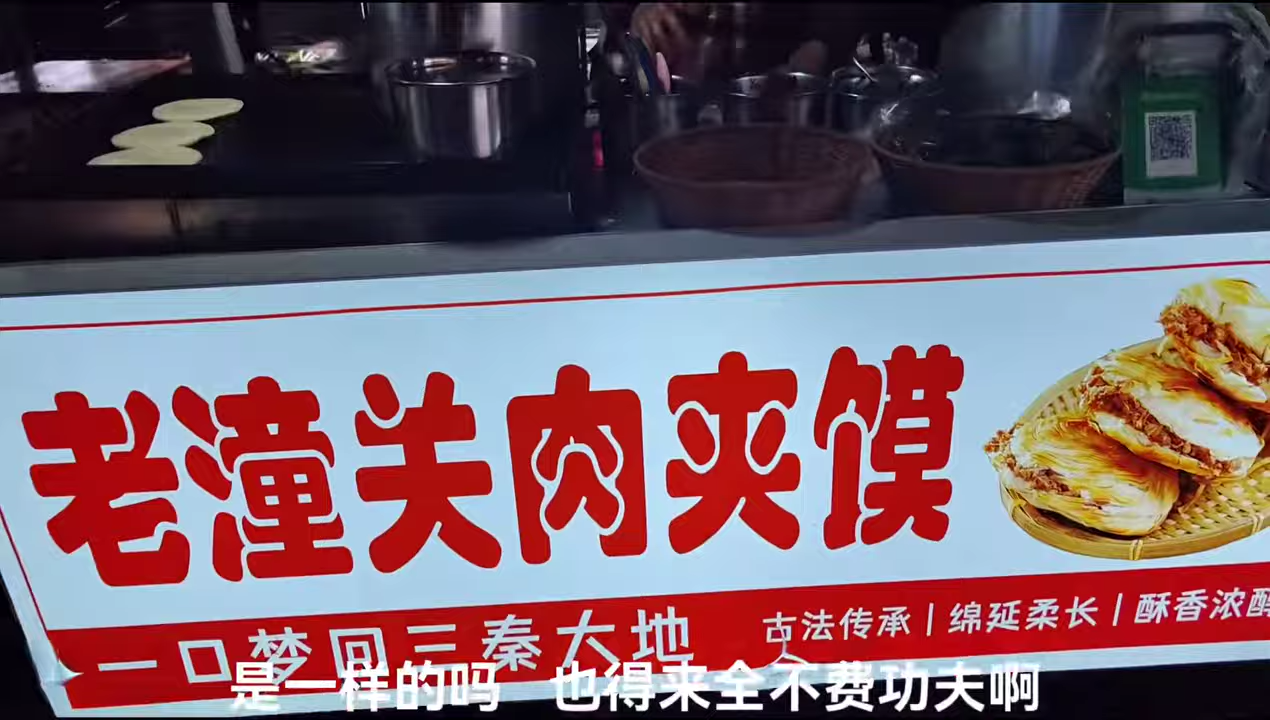 老潼关肉夹馍
一口梦回三秦大地
古法传承 | 绵延柔长 | 酥香浓醇
是一样的吗 也得来全不费功夫啊